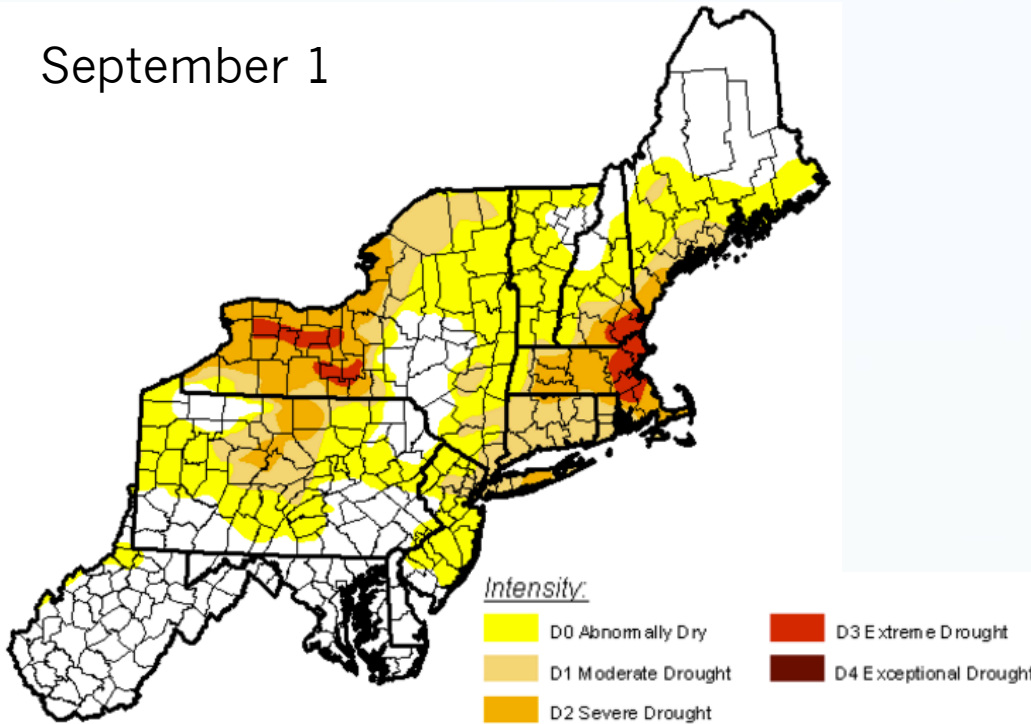 September 1
Intensity:
D0 Abnormally Dry
D1 Moderate Drought
D2 Severe Drought
D3 Extreme Drought
D4 Exceptional Drought